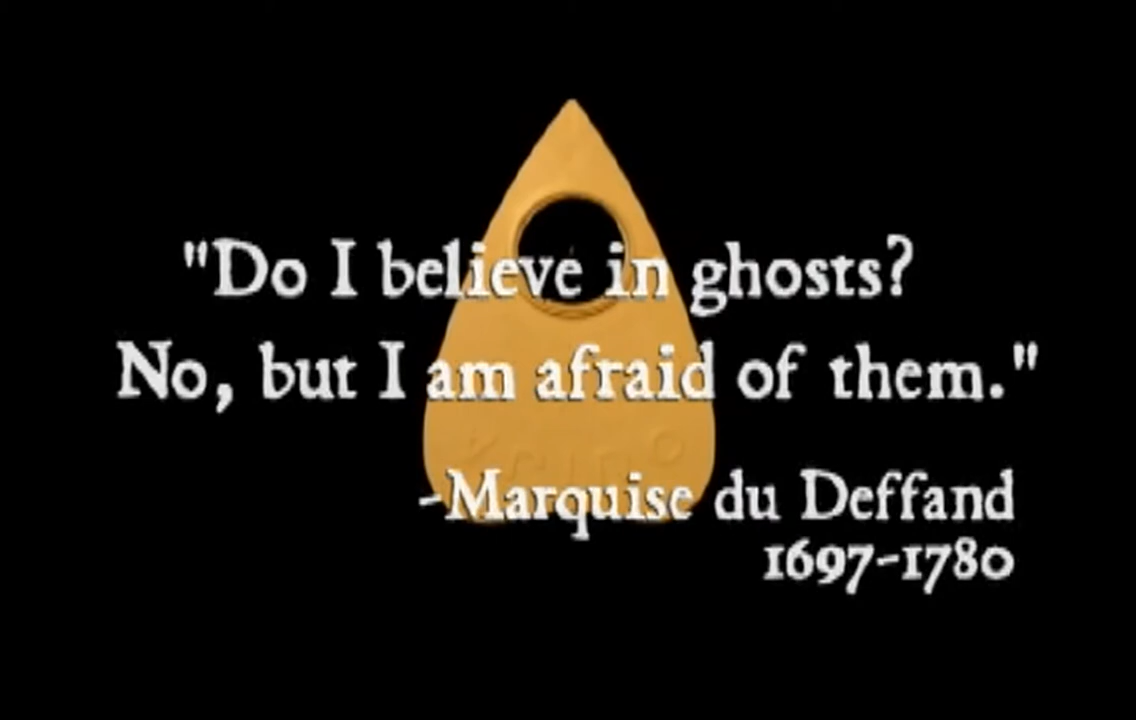 "Do I believe in ghosts?
No, but I am afraid of them."
-Marquise du Deffand
1697-1780